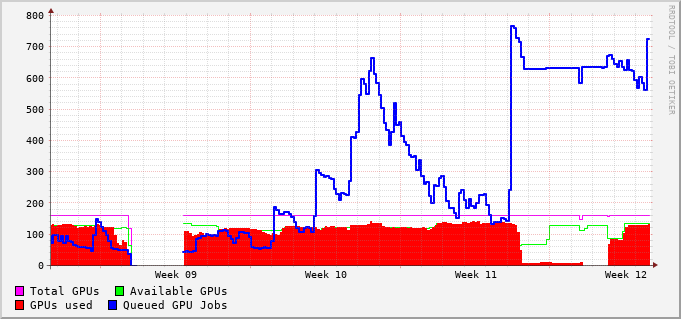 800
700
600
500
400
300
200
100
0
Week 09 Week 10 Week 11 Week 12
Total GPUs Available GPUs
GPUs used Queued GPU Jobs
RRDTOOL / TOBI OETIKER